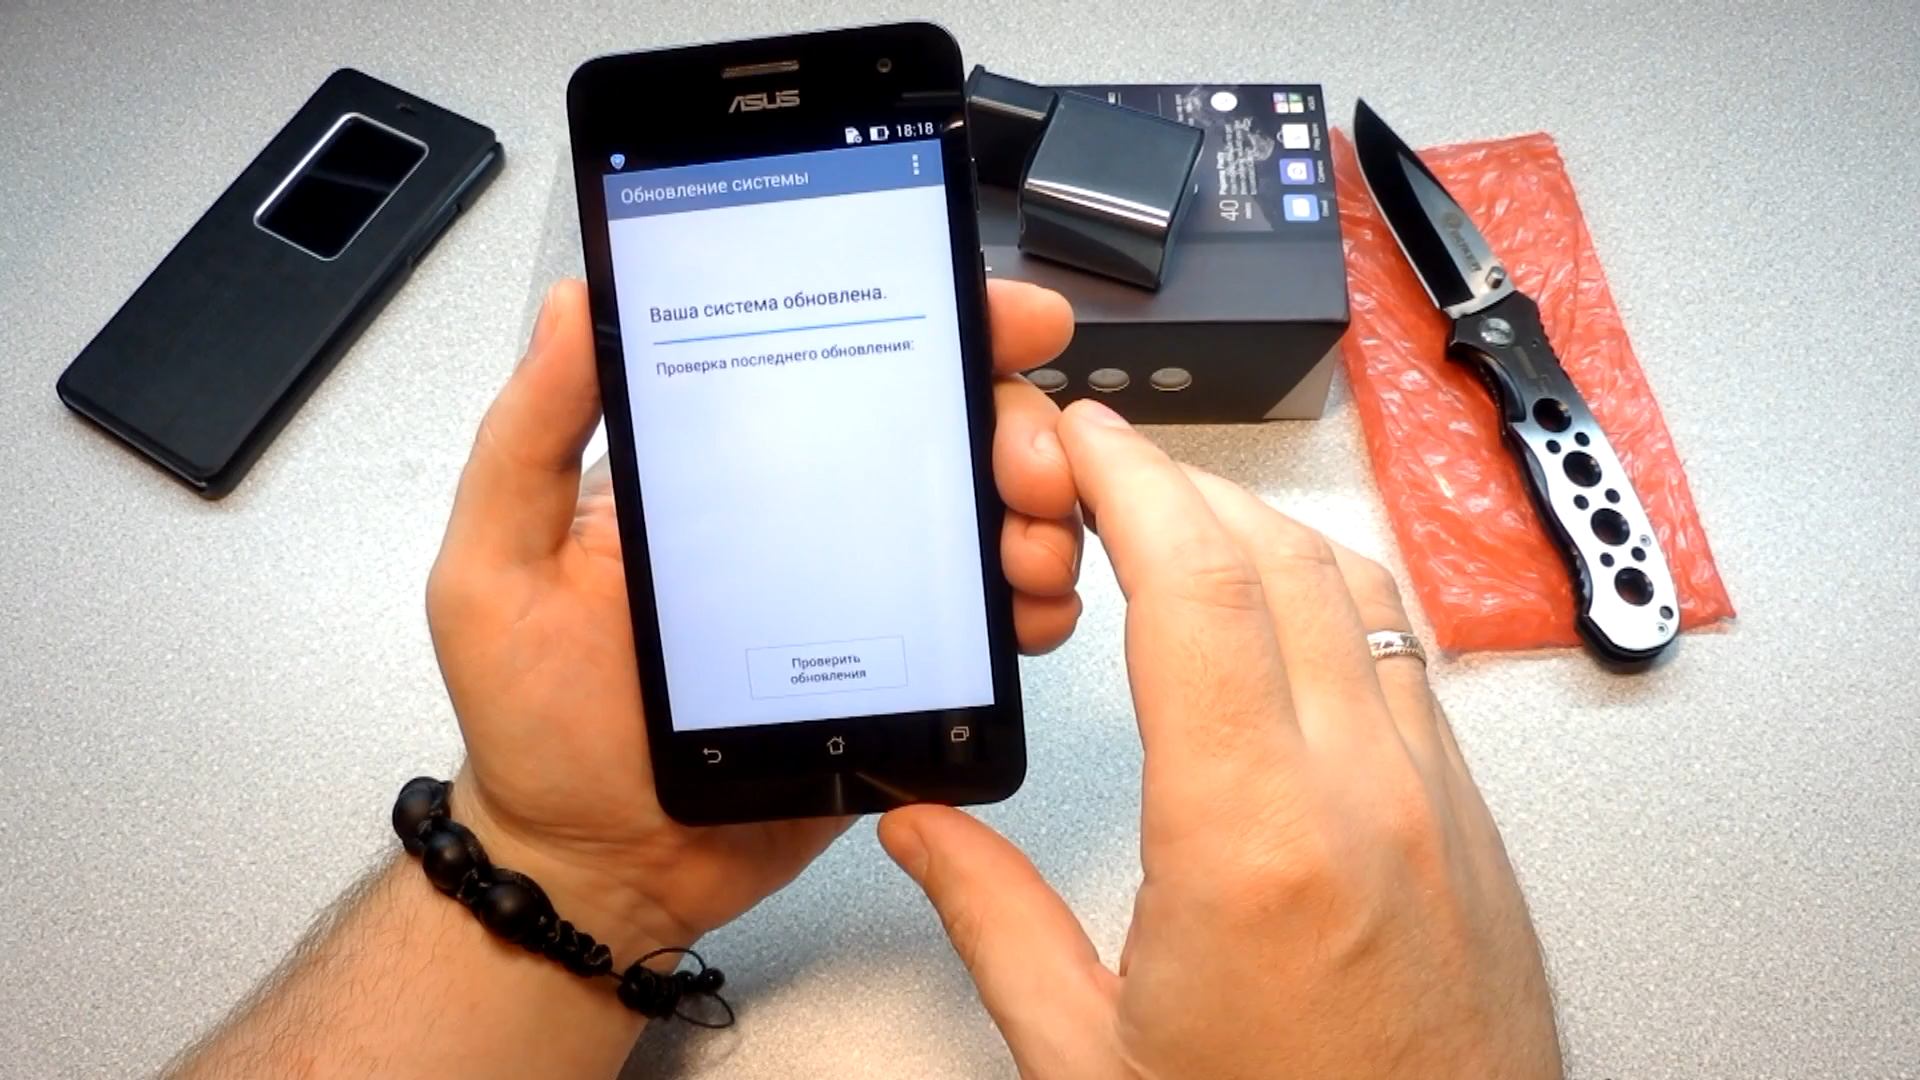 ASUS
18:18
Обновление системы
Ваша система обновлена.
Проверка последнего обновления:
Проверить
обновления
40